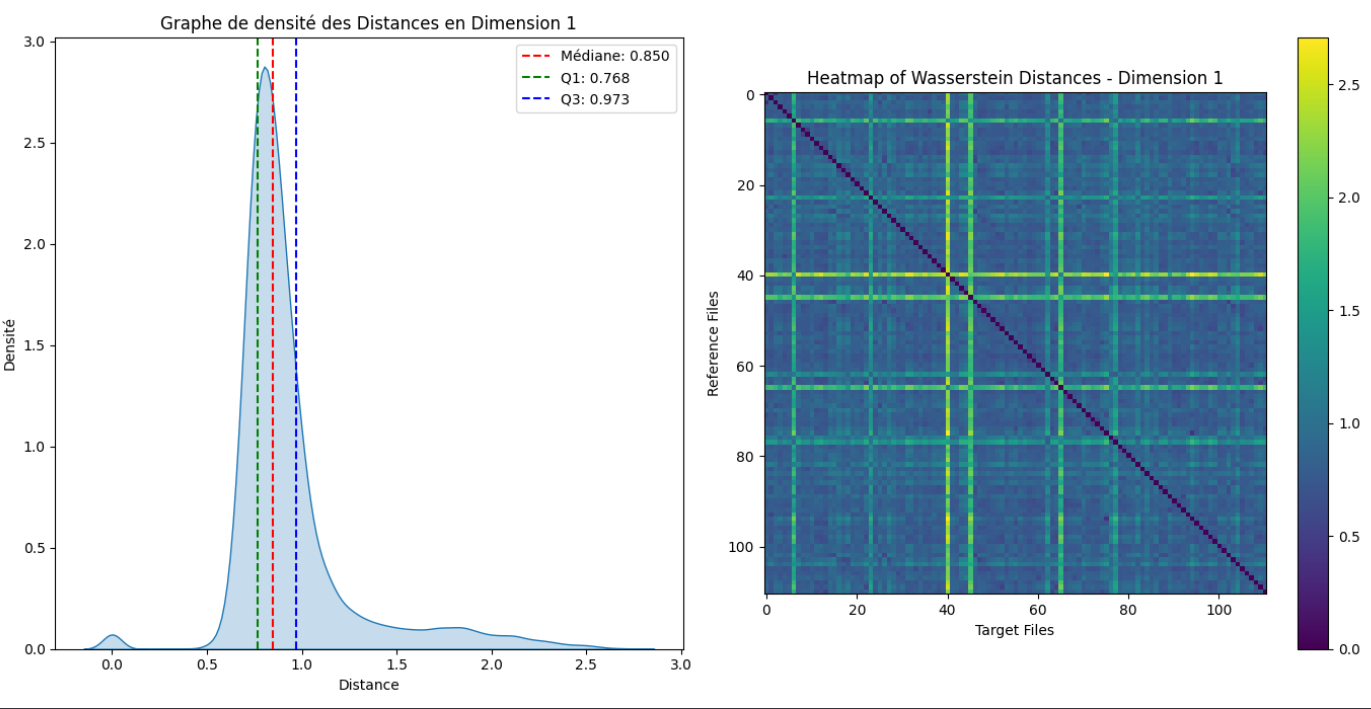 Graphe de densité des Distances en Dimension 1
3.0
2.5
2.0
1.5
1.0
0.5
0.0
Densité
Médiane: 0.850
Q1: 0.768
Q3: 0.973
0.0 0.5 1.0 1.5 2.0 2.5 3.0
Distance
Heatmap of Wasserstein Distances - Dimension 1
0
20
40
60
80
100
Reference Files
0 20 40 60 80 100
Target Files
2.5
2.0
1.5
1.0
0.5
0.0